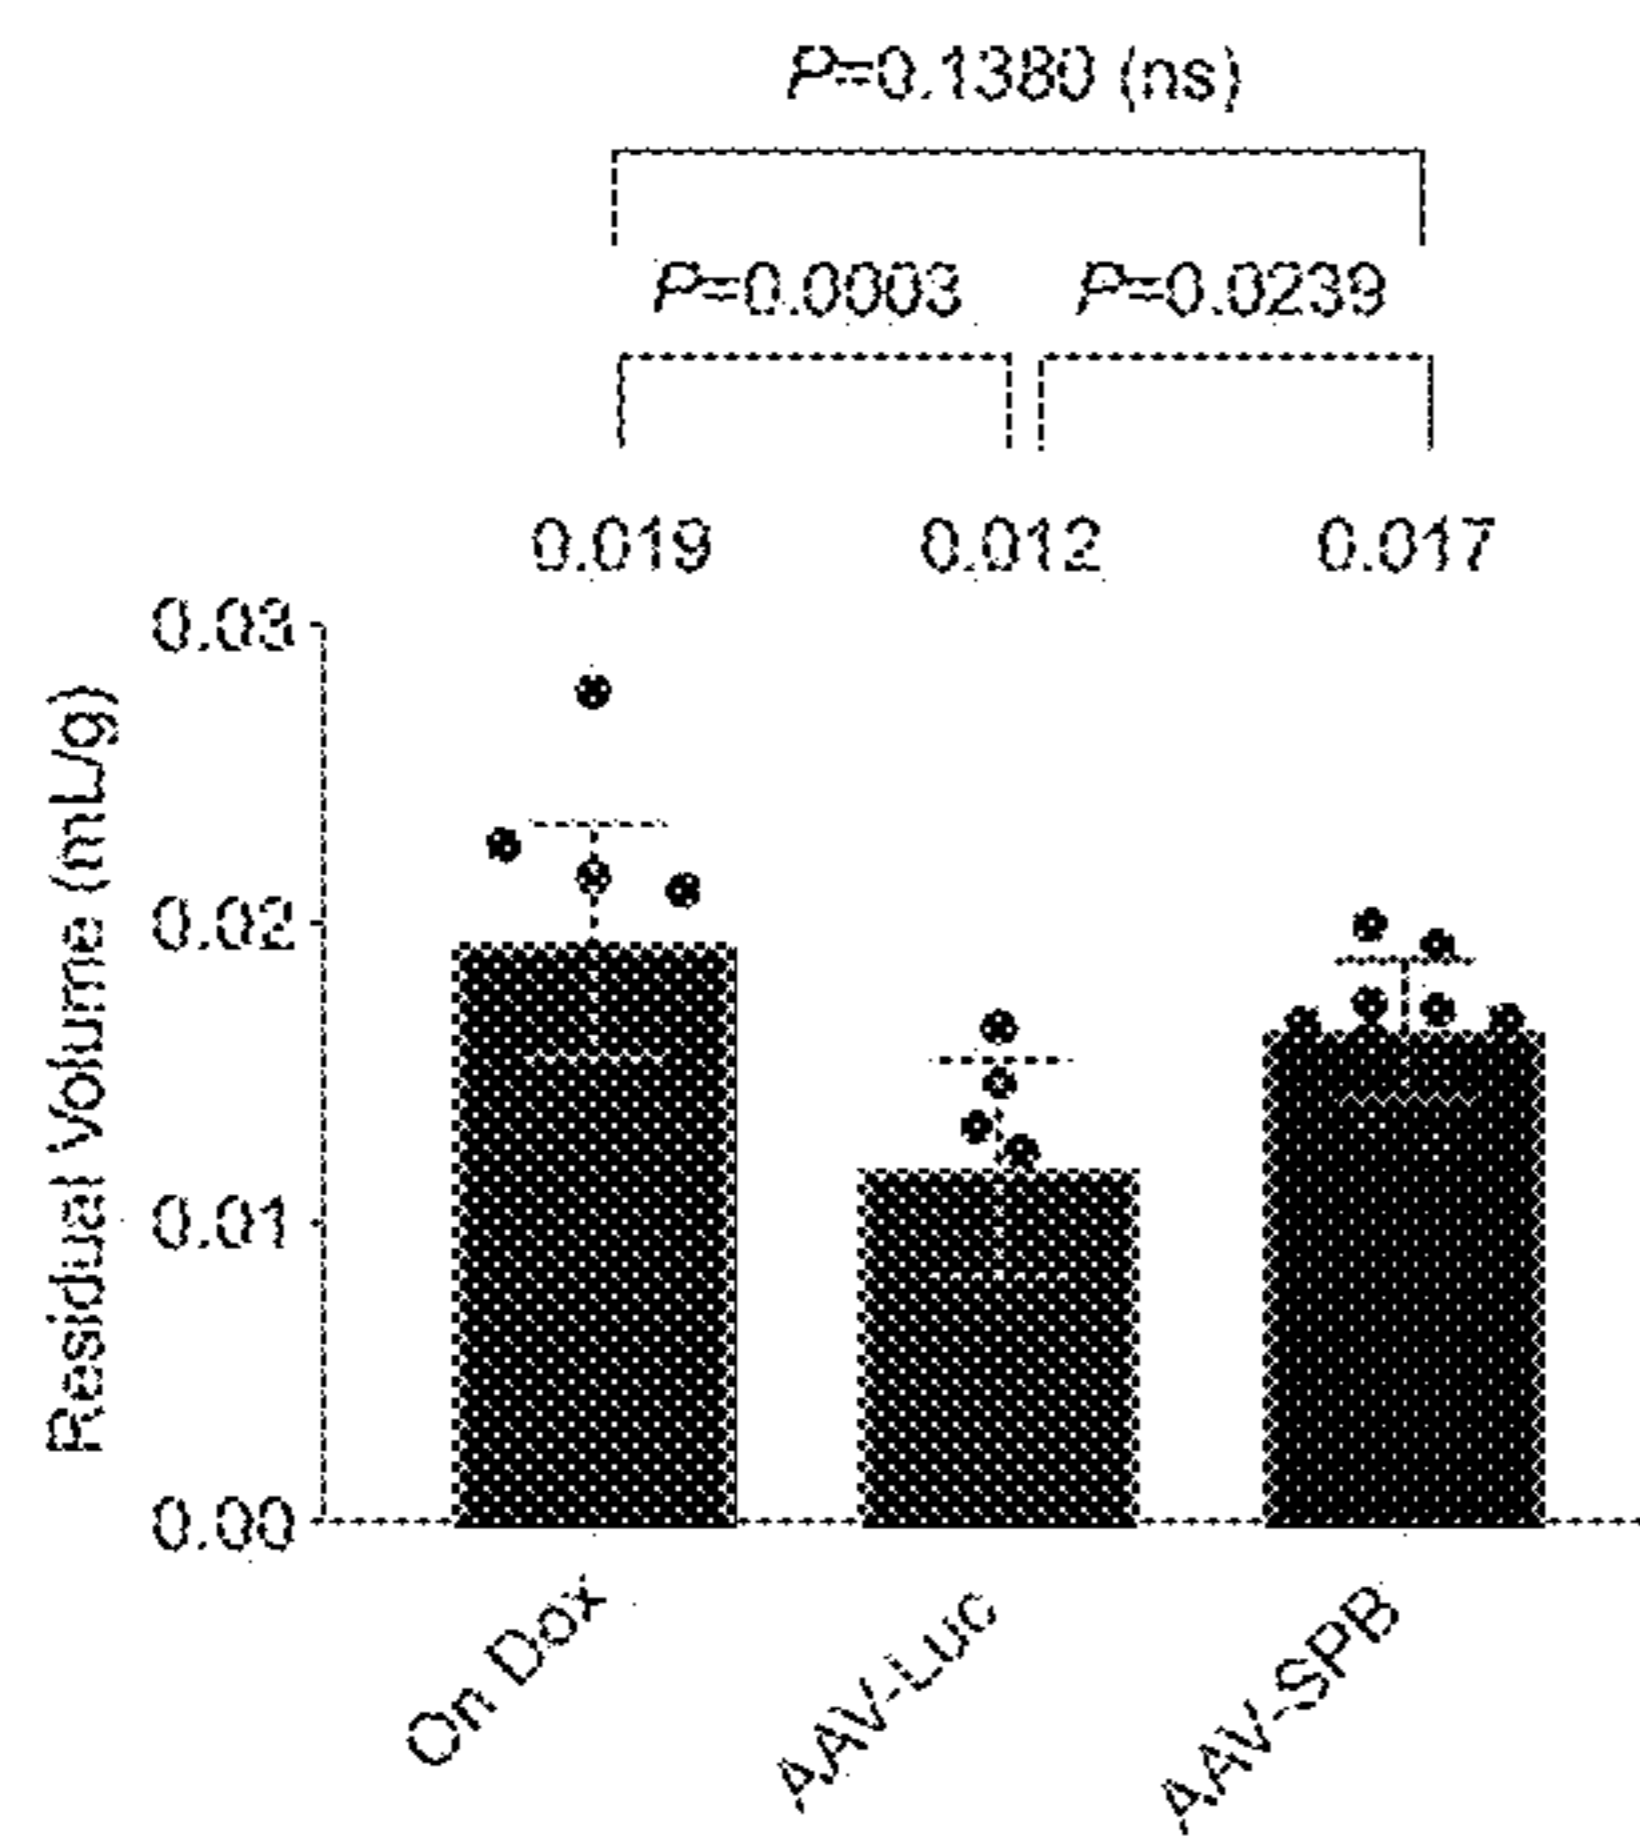 P=0.1380 (ns)
P=0.0003 P=0.0239
0.019 0.012 0.017
0.03
0.02
0.01
0.00
Residual Volume (mL/g)
On Dox
AAV-Luc
AAV-SPB